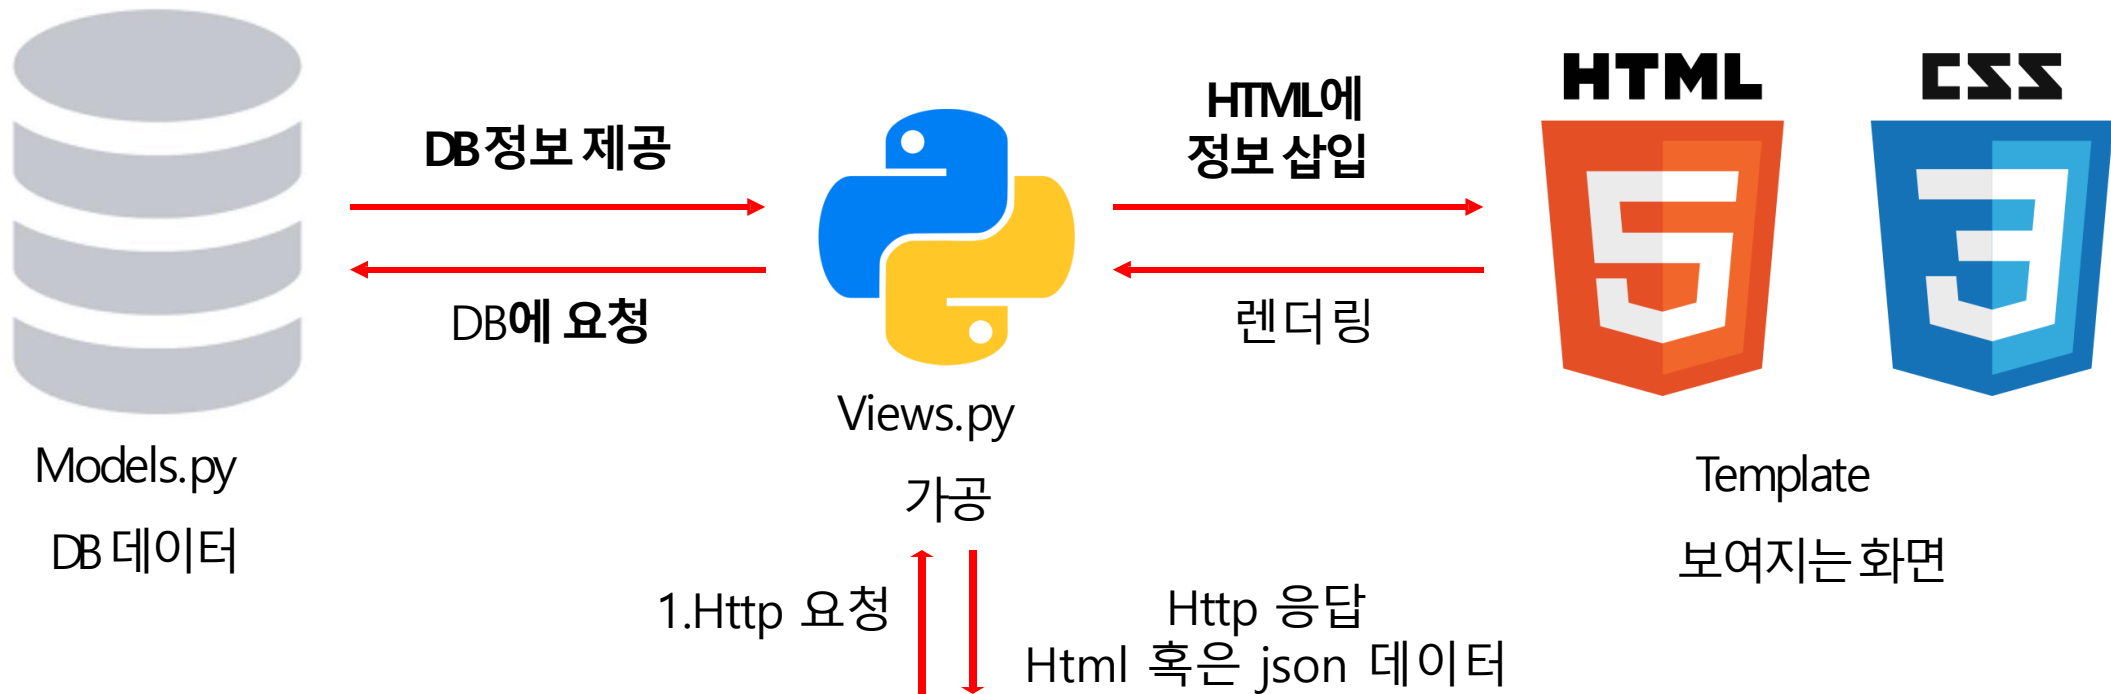 DB정보 제공
DB에 요청
Models.py
DB 데이터
Views.py
가공
HTML에
정보 삽입
렌더링
HTML
5
CSS
3
Template
보여지는 화면
1.Http 요청
Http 응답
Html 혹은 json 데이터